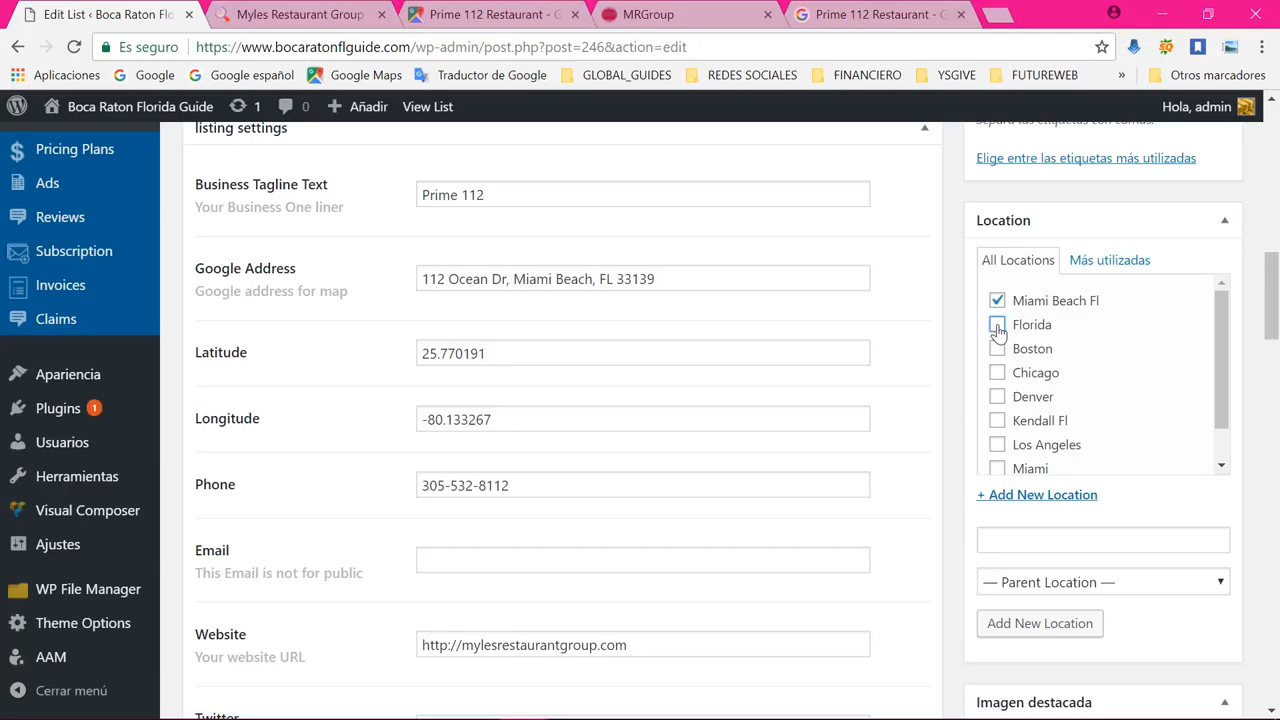 Edit List ‹ Boca Raton Flo
Myles Restaurant Group
Prime 112 Restaurant - G
MRGroup
Prime 112 Restaurant - G
Es seguro
https://www.bocaratonflguide.com/wp-admin/post.php?post=246&action=edit
Aplicaciones
Google
Google español
Google Maps
Traductor de Google
GLOBAL_GUIDES
REDES SOCIALES
FINANCIERO
YSGIVE
FUTUREWEB
»
Otros marcadores
Boca Raton Florida Guide
1
0
Añadir
View List
Hola, admin
Pricing Plans
Ads
Reviews
Subscription
Invoices
Claims
Apariencia
Plugins 1
Usuarios
Herramientas
Visual Composer
Ajustes
WP File Manager
Theme Options
AAM
Cerrar menú
listing settings
Business Tagline Text
Your Business One liner
Prime 112
Google Address
Google address for map
112 Ocean Dr, Miami Beach, FL 33139
Latitude
25.770191
Longitude
-80.133267
Phone
305-532-8112
Email
This Email is not for public
Website
Your website URL
http://mylesrestaurantgroup.com
Twitter
Separa las etiquetas con comas.
Elige entre las etiquetas más utilizadas
Location
All Locations
Más utilizadas
Miami Beach Fl
Florida
Boston
Chicago
Denver
Kendall Fl
Los Angeles
Miami
+ Add New Location
— Parent Location —
Add New Location
Imagen destacada